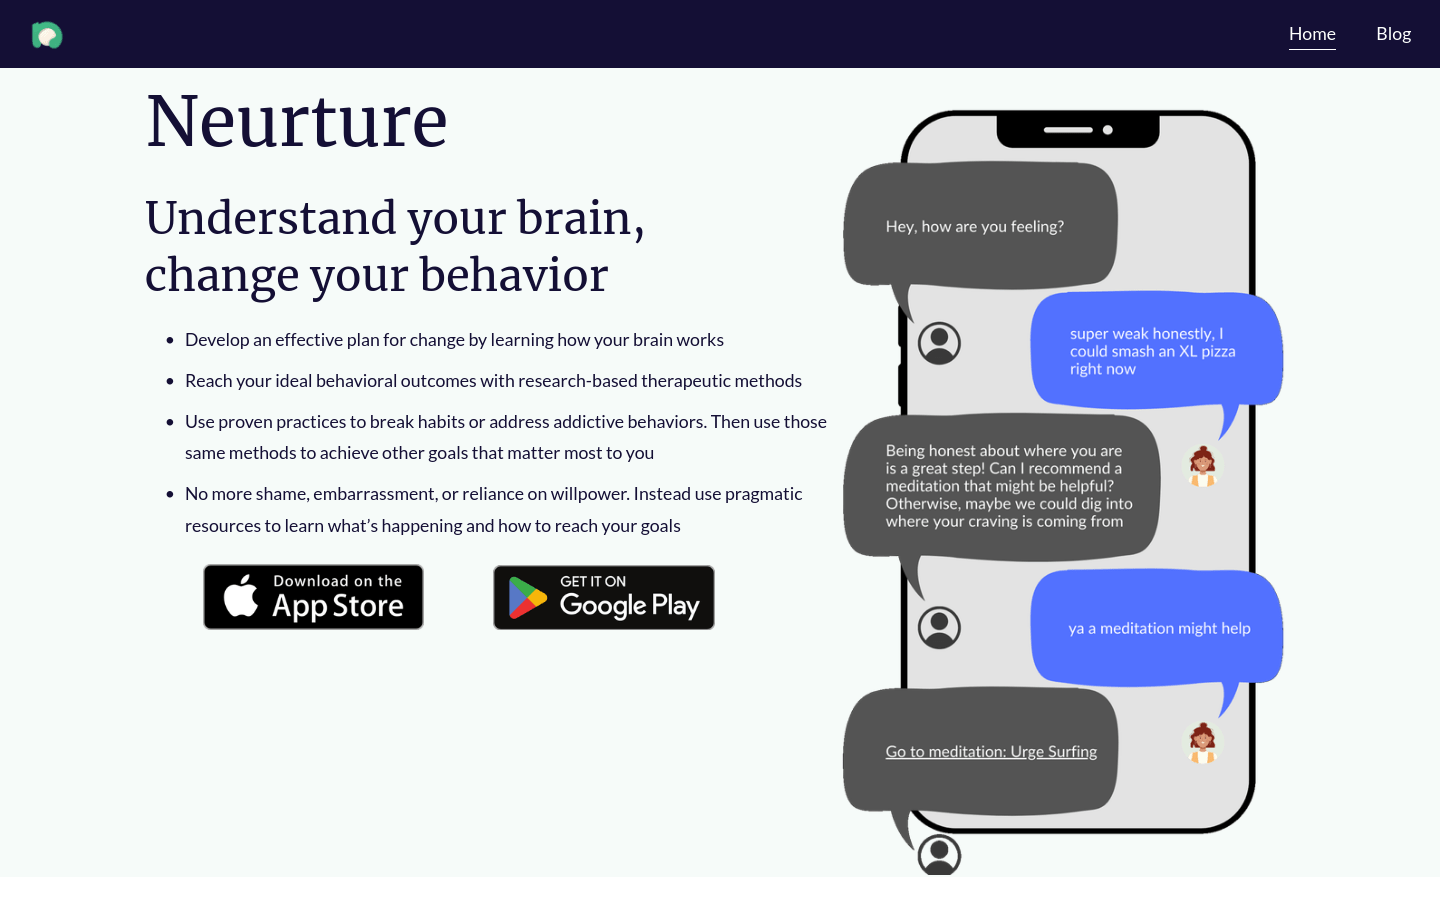 Home
Blog
Neurture
Understand your brain,
change your behavior
Develop an effective plan for change by learning how your brain works
Reach your ideal behavioral outcomes with research-based therapeutic methods
Use proven practices to break habits or address addictive behaviors. Then use those
same methods to achieve other goals that matter most to you
No more shame, embarrassment, or reliance on willpower. Instead use pragmatic
resources to learn what’s happening and how to reach your goals
Download on the
App Store
GET IT ON
Google Play
Hey, how are you feeling?
super weak honestly, I
could smash an XL pizza
right now
Being honest about where you are
is a great step! Can I recommend a
meditation that might be helpful?
Otherwise, maybe we could dig into
where your craving is coming from
ya a meditation might help
Go to meditation: Urge Surfing